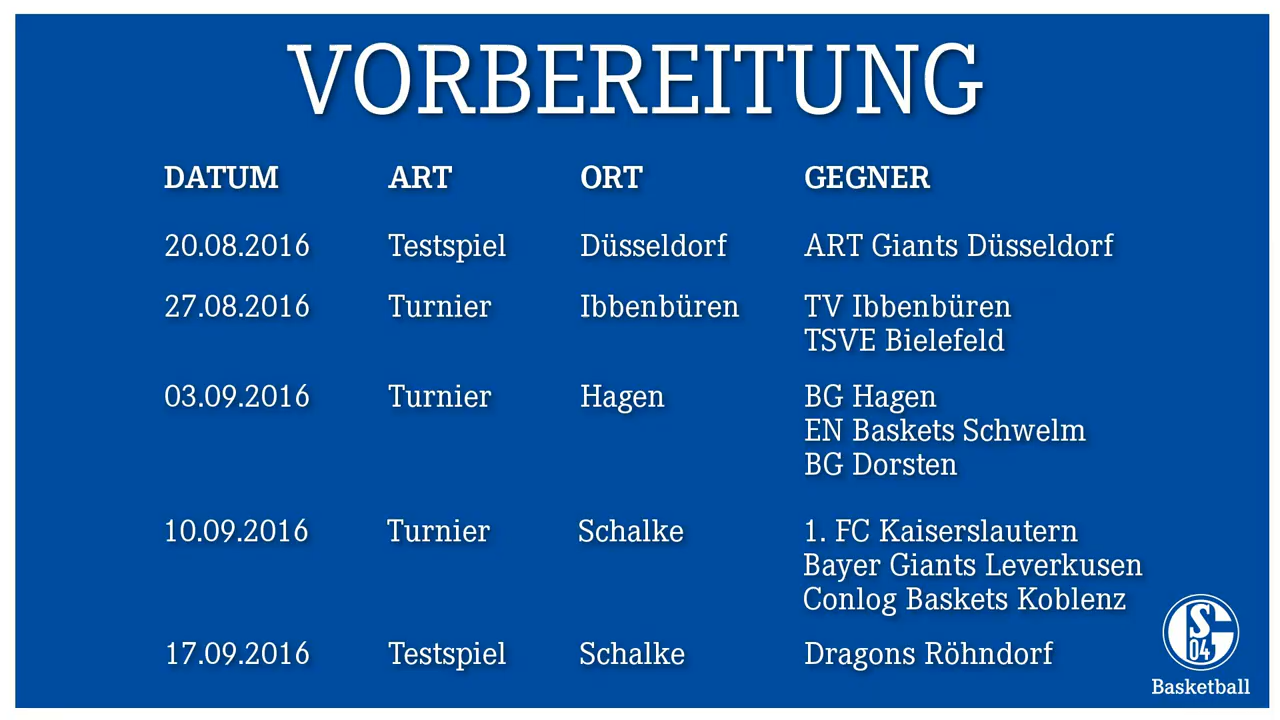 VORBEREITUNG
DATUM ART ORT GEGNER
20.08.2016 Testspiel Düsseldorf ART Giants Düsseldorf
27.08.2016 Turnier Ibbenbüren TV Ibbenbüren
TSVE Bielefeld
03.09.2016 Turnier Hagen BG Hagen
EN Baskets Schwelm
BG Dorsten
10.09.2016 Turnier Schalke 1. FC Kaiserslautern
Bayer Giants Leverkusen
Conlog Baskets Koblenz
17.09.2016 Testspiel Schalke Dragons Röhndorf
S
04
Basketball